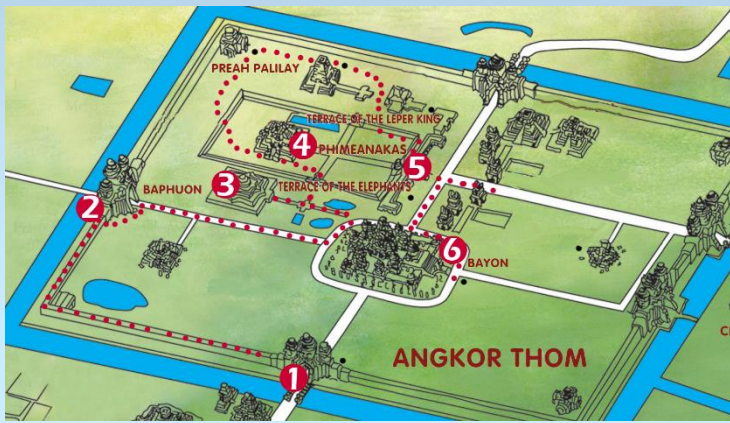 PREAH PALILAY
TERRACE OF THE LEPER KING
4
PHIMEANAKAS
5
3
BAPHUON
TERRACE OF THE ELEPHANTS
2
6
BAYON
ANGKOR THOM
1